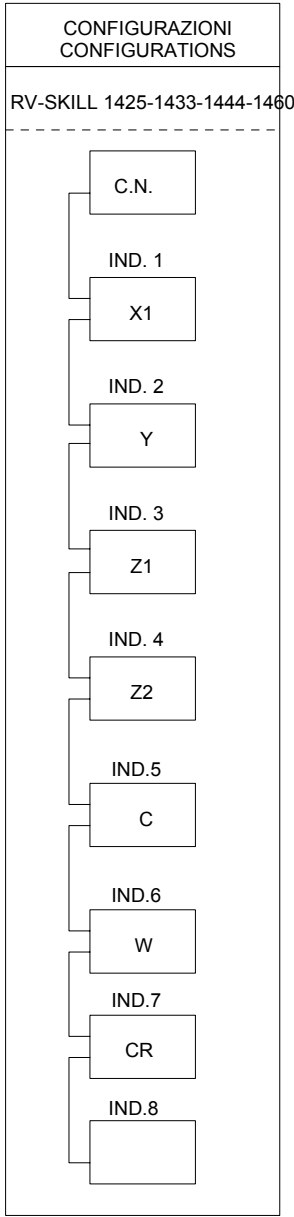 CONFIGURAZIONI
CONFIGURATIONS
RV-SKILL 1425-1433-1444-1460
C.N.
IND. 1
X1
IND. 2
Y
IND. 3
Z1
IND. 4
Z2
IND.5
C
IND.6
W
IND.7
CR
IND.8